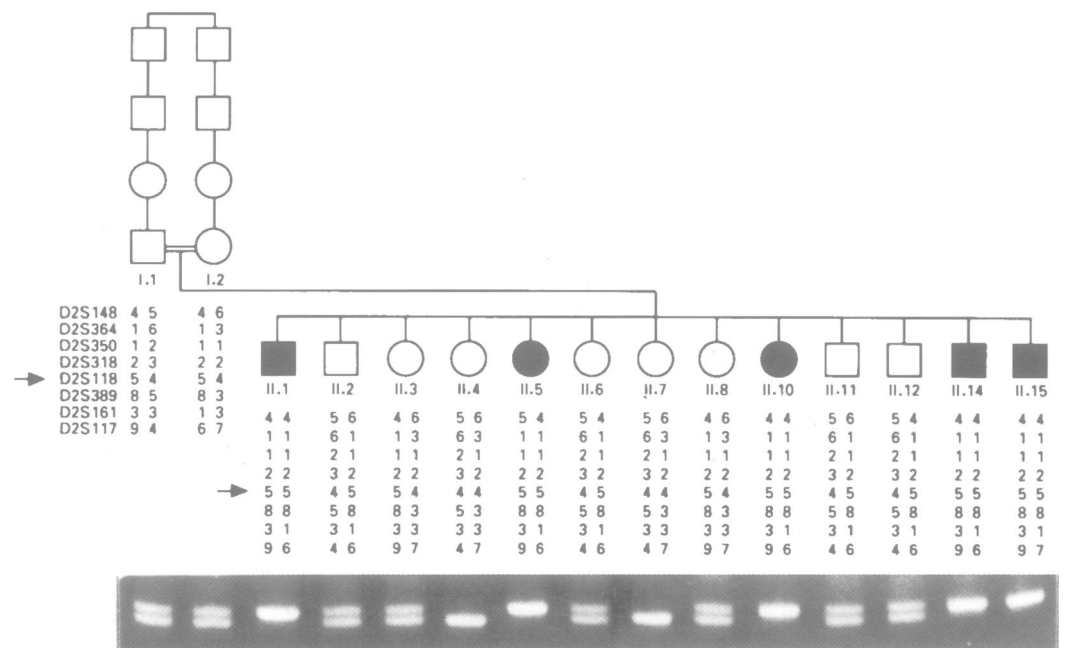 I.1 I.2
D2S148 4 5 4 6
D2S364 1 6 1 3
D2S350 1 2 1 1
D2S318 2 3 2 2
D2S118 5 4 5 4
D2S389 8 5 8 3
D2S161 3 3 1 3
D2S117 9 4 6 7
II.1 II.2 II.3 II.4 II.5 II.6 II.7 II.8 II.10 II.11 II.12 II.14 II.15
4 4 5 6 4 6 5 6 5 4 5 4 5 6 4 6 4 4 5 6 5 4 4 4 4 4
1 1 6 1 1 3 6 3 1 1 6 1 6 3 1 3 1 1 6 1 6 1 1 1 1 1
1 1 2 1 1 1 2 1 1 1 2 1 2 1 1 1 1 1 2 1 2 1 1 1 1 1
2 2 3 2 2 2 3 2 2 2 3 2 3 2 2 2 2 2 3 2 3 2 2 2 2 2
5 5 4 5 5 4 4 4 5 5 4 5 4 4 5 4 5 5 4 5 4 5 5 5 5 5
8 8 5 8 8 3 5 3 8 8 5 8 5 3 8 3 8 8 5 8 5 8 8 8 8 8
3 1 3 1 3 3 3 3 3 1 3 1 3 3 3 3 3 1 3 1 3 1 3 1 3 1
9 6 4 6 9 7 4 7 9 6 4 6 4 7 9 7 9 6 4 6 4 6 9 6 9 7